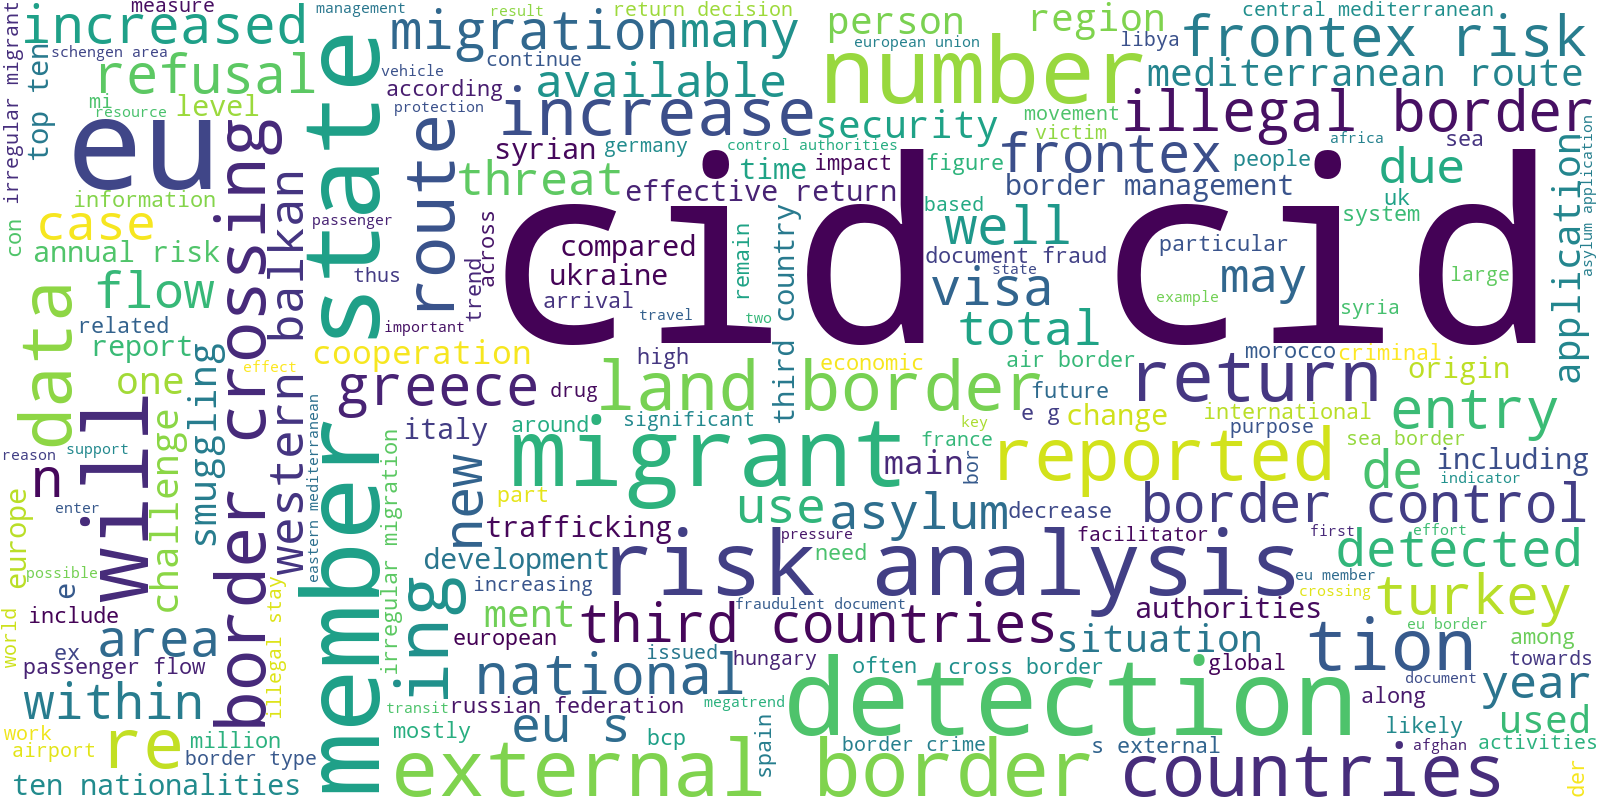 measure
management
result
return decision
central mediterranean
irregular migrant
increased
schengen area
top ten
refusal
mi
resource
level
state
migration
many
continue
vehicle
according
protection
available
european union
person
region
libya
number
frontex risk
mediterranean route
illegal border
eu
crossing
route
increase
security
movement
victim
syrian
germany
control authorities
time
impact
figure
frontex
people
africa
sea
due
threat
effective return
border management
uk
system
application
asylum application
information
case
con
annual risk
balkan
passenger
across
cid cid
based
well
document fraud
state
particular
compared
ukraine
arrival
travel
two
remain
third country
thus
trend
important
flow
data
related
report
visa
may
example
large
syria
total
cooperation
high
economic
air border
morocco
criminal
origin
effect
one
greece
drug
land border
future
return
western
eastern mediterranean
will
challenge
smuggling
border
member
irregular migration
italy
around
significant
key
e g
change
international
purpose
entry
reason
support
n
new
migrant
main
france
bor
reported
sea border
de
including
indicator
enter
europe
part
use
asylum
decrease
border control
trafficking
pressure
facilitator
first
effort
detected
possible
e
development
need
risk analysis
eu member
crossing
turkey
include
illegal stay
ing
increasing
ment
fraudulent document
authorities
eu border
world
area
european
third countries
situation
tion
among
ex
passenger flow
issued
hungary
often
cross border
global
towards
document
within
national
transit
russian federation
megatrend
detection
along
year
work
re
million
mostly
eu s
bcp
spain
border crime
s external
likely
used
airport
border type
afghan
activities
ten nationalities
external border
countries
der